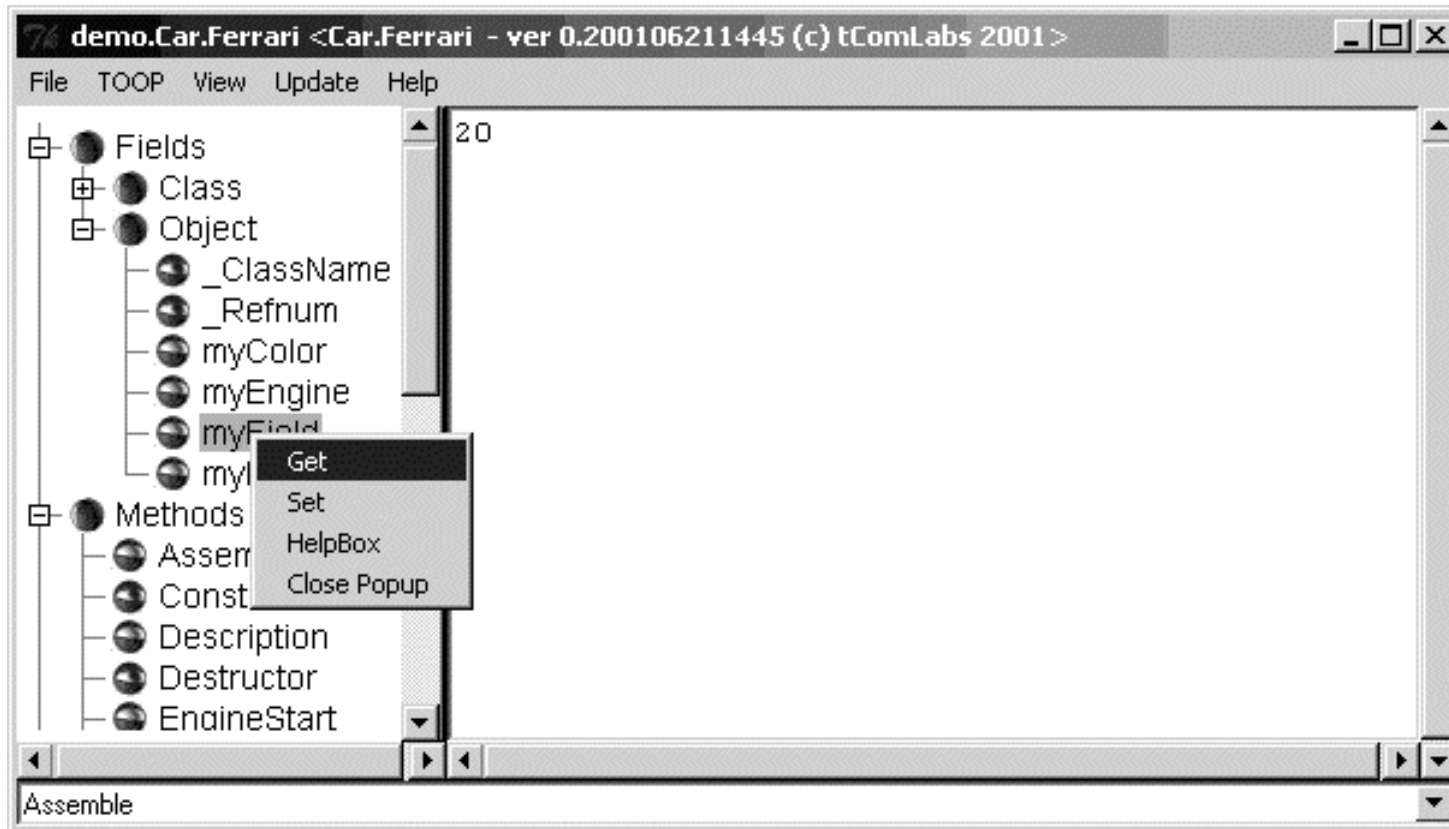 demo.Car.Ferrari <Car.Ferrari - ver 0.200106211445 (c) tComLabs 2001>
File TOOP View Update Help
Fields
Class
Object
_ClassName
_Refnum
myColor
myEngine
myField
Methods
Description
Destructor
EngineStart
Get
Set
HelpBox
Close Popup
20
Assemble